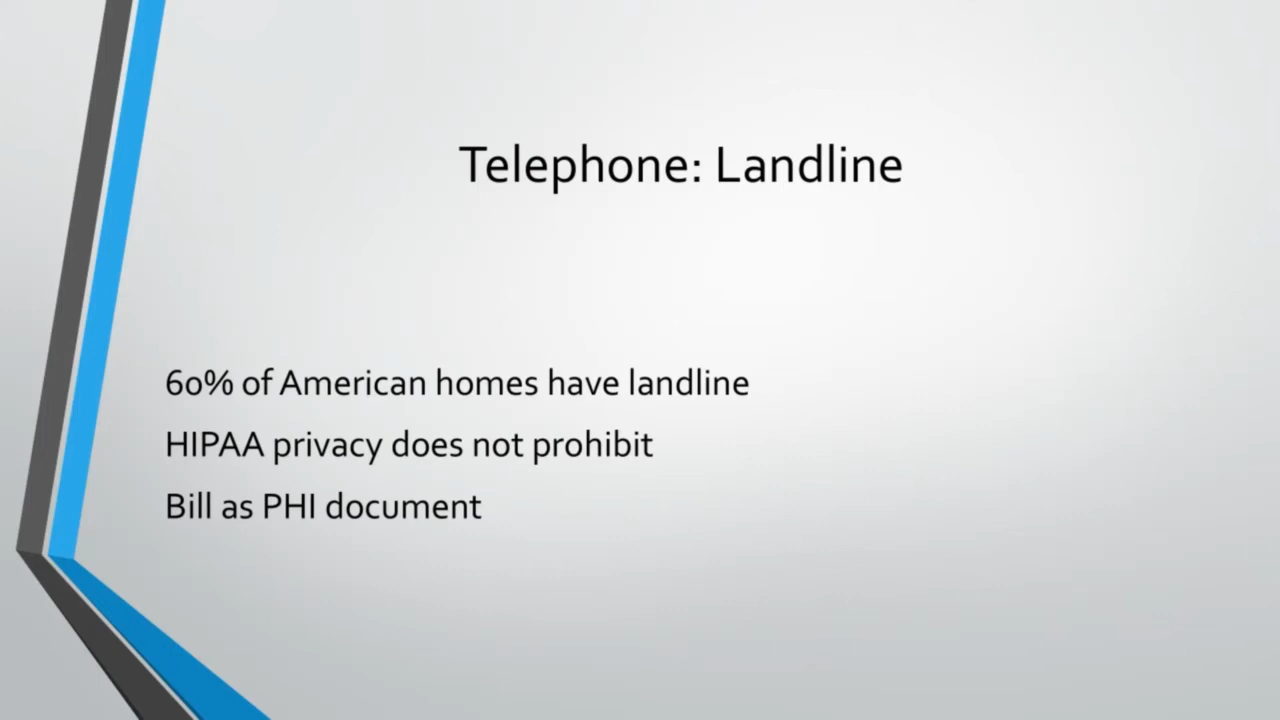 Telephone: Landline
60% of American homes have landline
HIPAA privacy does not prohibit
Bill as PHI document